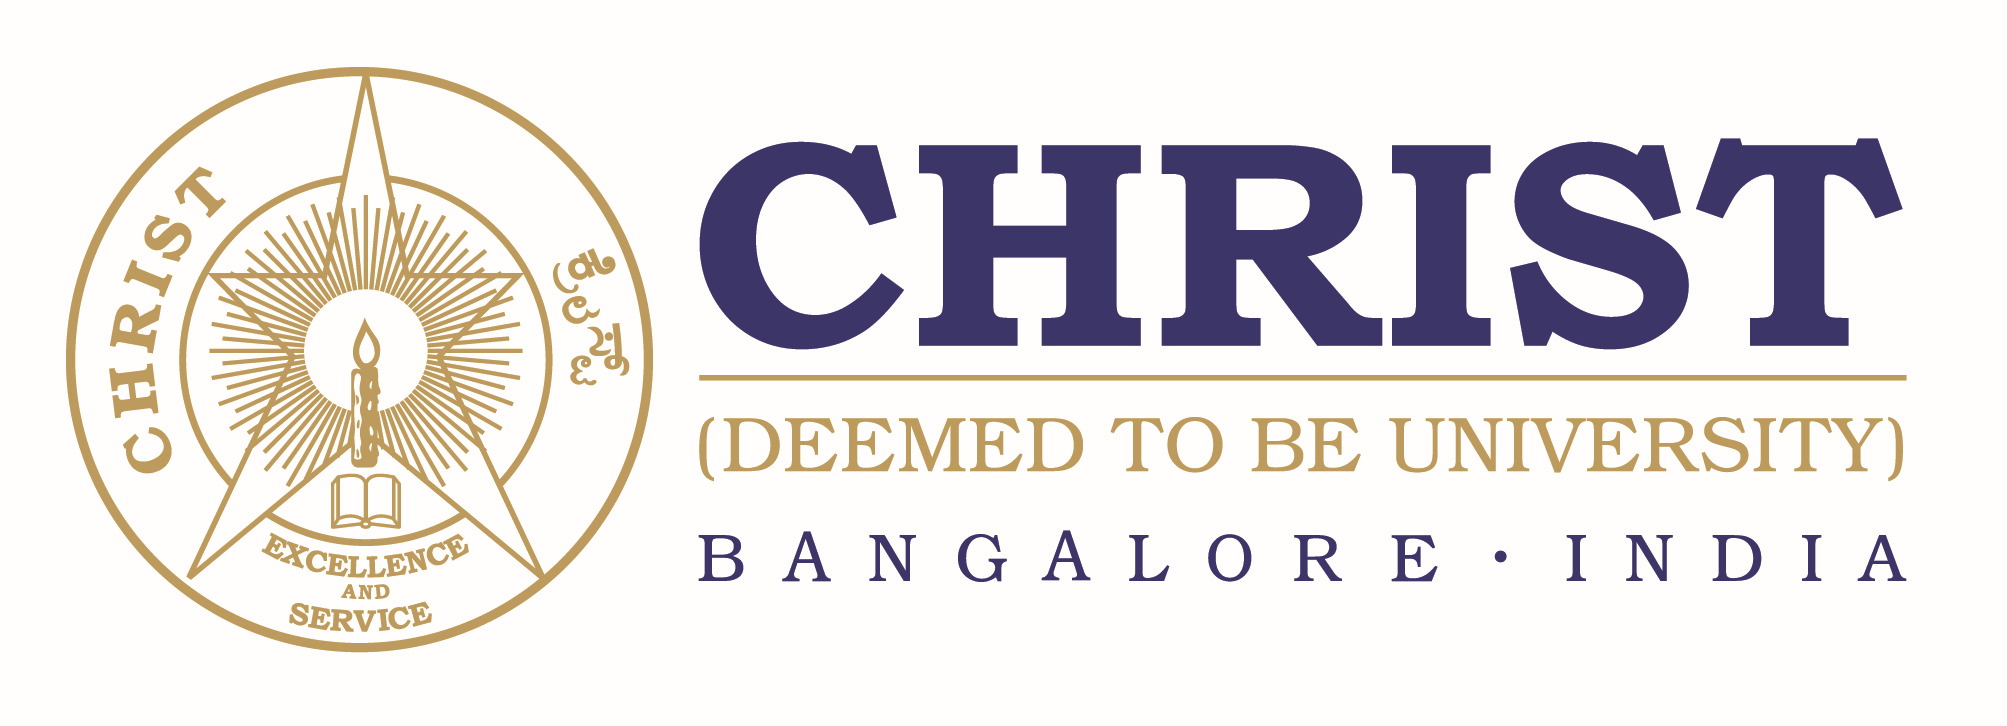 CHRIST
EXCELLENCE
AND
SERVICE
CHRIST
(DEEMED TO BE UNIVERSITY)
BANGALORE · INDIA